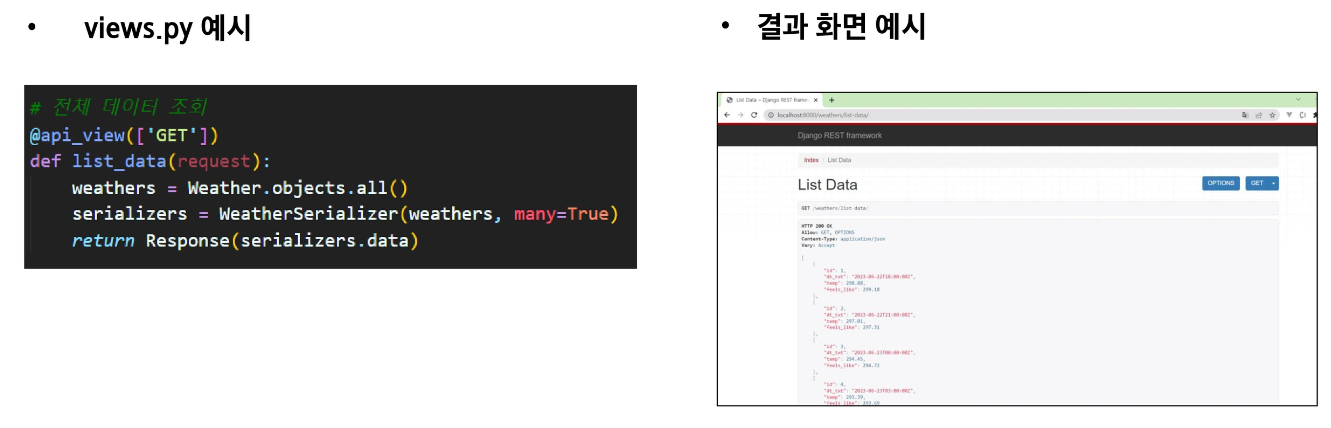 • views.py 예시
# 전체 데이터 조회
@api_view(['GET'])
def list_data(request):
    weathers = Weather.objects.all()
    serializers = WeatherSerializer(weathers, many=True)
    return Response(serializers.data)
• 결과 화면 예시
List Data – Django REST frame
localhost:8000/weathers/list-data/
Django REST framework
Index / List Data
List Data
OPTIONS
GET
GET /weathers/list-data/
HTTP 200 OK
Allow: GET, OPTIONS
Content-Type: application/json
Vary: Accept
[
{
"id": 1,
"dt_txt": "2023-06-22T18:00:00Z",
"temp": 298.88,
"feels_like": 299.18
},
{
"id": 2,
"dt_txt": "2023-06-22T21:00:00Z",
"temp": 297.01,
"feels_like": 297.31
},
{
"id": 3,
"dt_txt": "2023-06-23T00:00:00Z",
"temp": 294.45,
"feels_like": 294.73
},
{
"id": 4,
"dt_txt": "2023-06-23T03:00:00Z",
"temp": 293.39,
"feels_like": 293.69